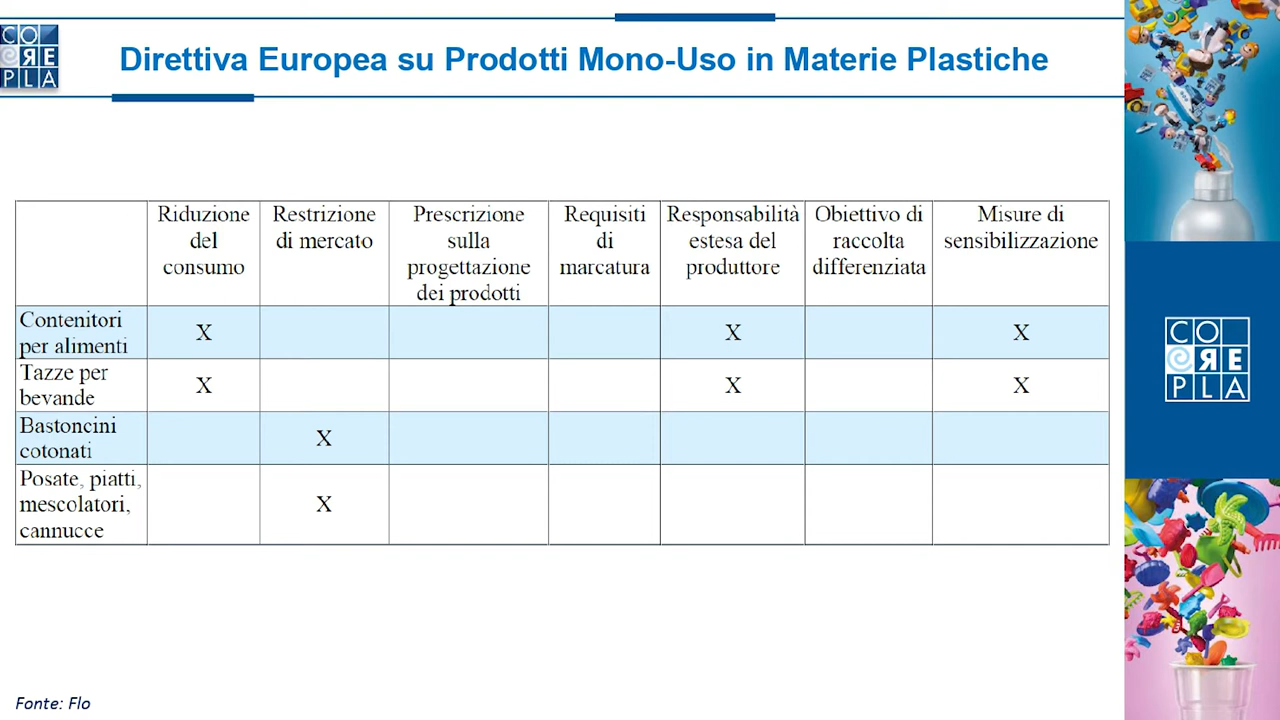 CO
RE
PLA
Direttiva Europea su Prodotti Mono-Uso in Materie Plastiche
Riduzione
del
consumo
Restrizione
di mercato
Prescrizione
sulla
progettazione
dei prodotti
Requisiti
di
marcatura
Responsabilità
estesa del
produttore
Obiettivo di
raccolta
differenziata
Misure di
sensibilizzazione
Contenitori
per alimenti
X
X
X
Tazze per
bevande
X
X
X
Bastoncini
cotonati
X
Posate, piatti,
mescolatori,
cannucce
X
Fonte: Flo
CO
RE
PLA